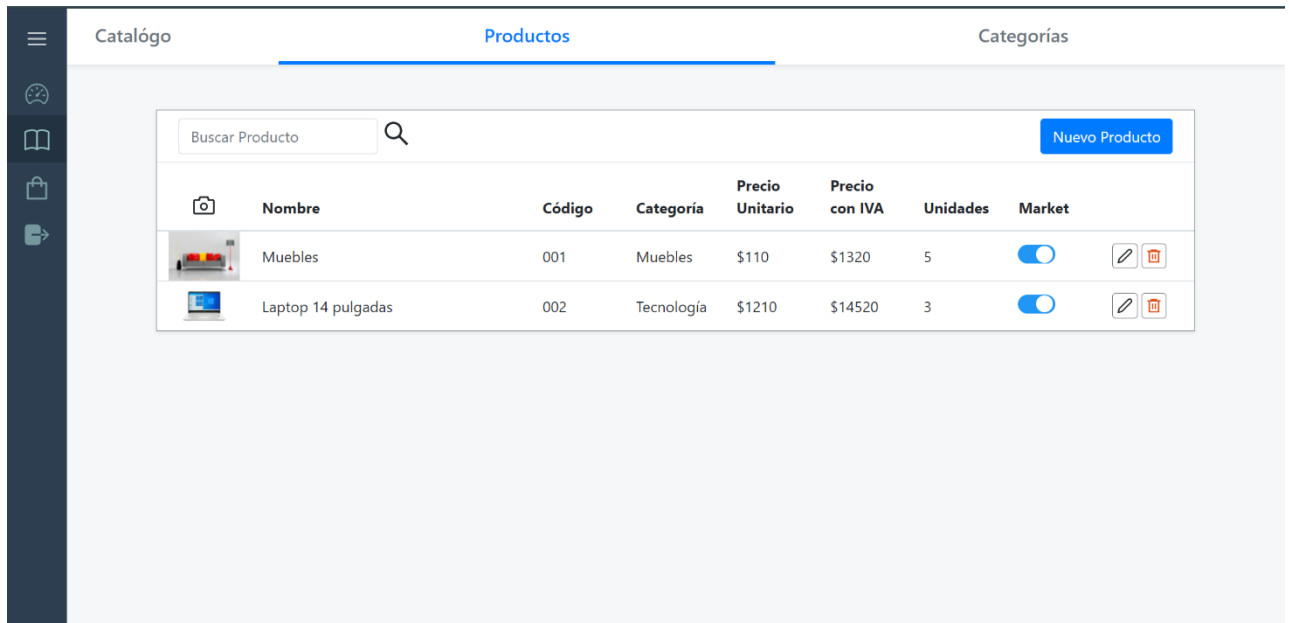 Catalógo Productos Categorías
Buscar Producto Nuevo Producto
Nombre Código Categoría Precio Unitario Precio con IVA Unidades Market
Muebles 001 Muebles $110 $1320 5
Laptop 14 pulgadas 002 Tecnología $1210 $14520 3